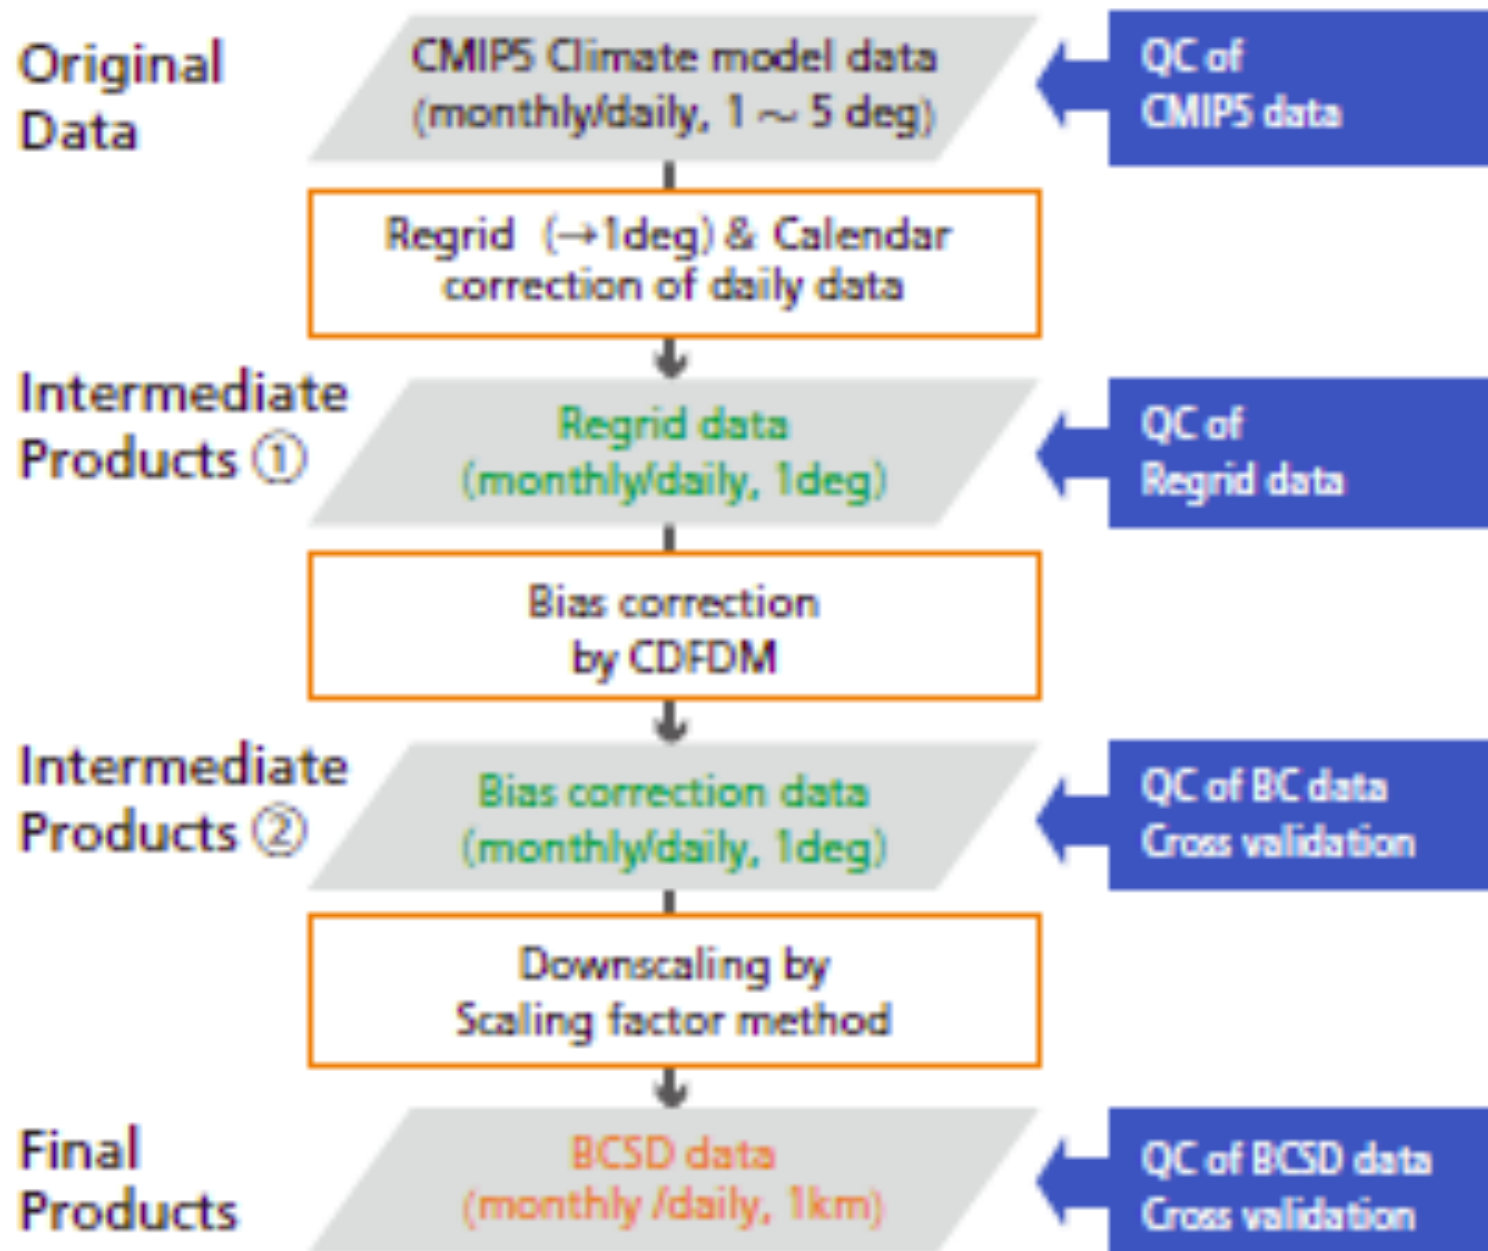 Original
Data
CMIP5 Climate model data
(monthly/daily, 1 ~ 5 deg)
QC of
CMIP5 data
Regrid (→1deg) & Calendar
correction of daily data
Intermediate
Products ①
Regrid data
(monthly/daily, 1deg)
QC of
Regrid data
Bias correction
by CDFDM
Intermediate
Products ②
Bias correction data
(monthly/daily, 1deg)
QC of BC data
Cross validation
Downscaling by
Scaling factor method
Final
Products
BCSD data
(monthly /daily, 1km)
QC of BCSD data
Cross validation